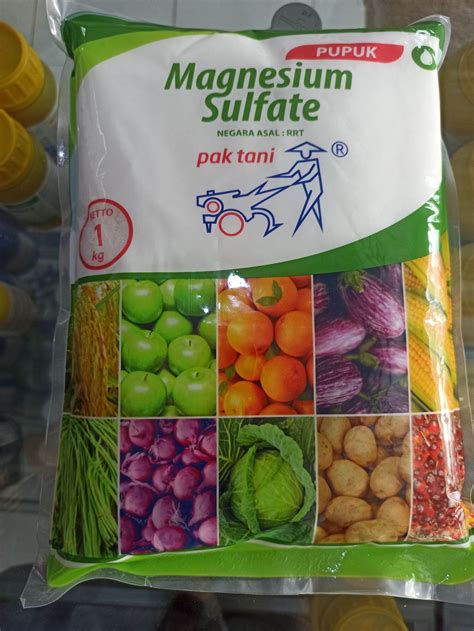 PUPUK
Magnesium
Sulfate
NEGARA ASAL : RRT
pak tani ®
NETTO
1
kg